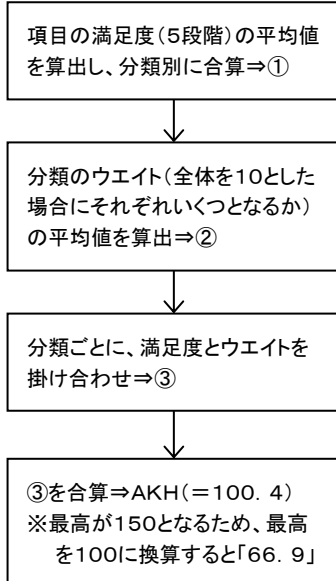 項目の満足度(5段階)の平均値
を算出し、分類別に合算⇒①
分類のウエイト(全体を10とした
場合にそれぞれいくつとなるか)
の平均値を算出⇒②
分類ごとに、満足度とウエイトを
掛け合わせ⇒③
③を合算⇒AKH(=100.4)
※最高が150となるため、最高
を100に換算すると「66.9」